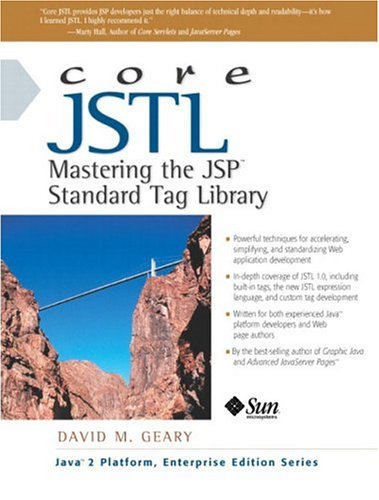 "Core JSTL provides JSP developers just the right balance of technical depth and readability—it's how
I learned JSTL. I highly recommend it."
—Marty Hall, Author of Core Servlets and JavaServer Pages
core
JSTL
Mastering the JSP™
Standard Tag Library
Powerful techniques for accelerating,
simplifying, and standardizing Web
application development
In-depth coverage of JSTL 1.0, including
built-in tags, the new JSTL expression
language, and custom tag development
Written for both experienced Java™
platform developers and Web
page authors
By the best-selling author of Graphic Java
and Advanced JavaServer Pages™
Sun
microsystems
DAVID M. GEARY
Java™ 2 Platform, Enterprise Edition Series